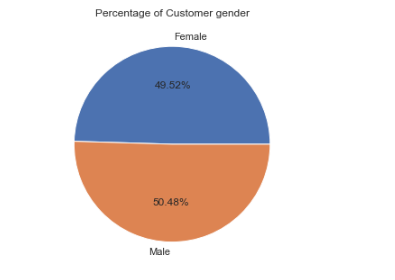 Percentage of Customer gender
Female
49.52%
50.48%
Male